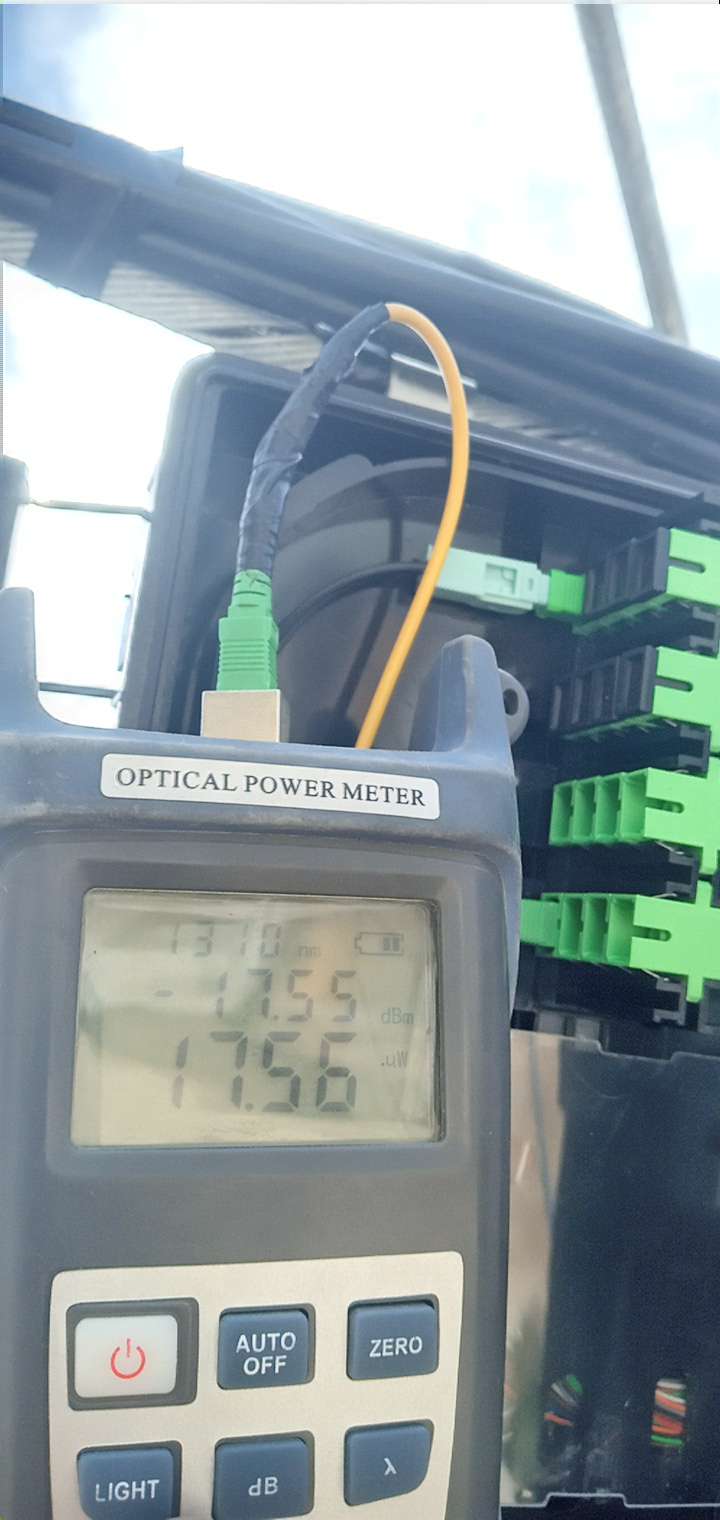 OPTICAL POWER METER
1310 nm
-17.55 dBm
17.56 uW
AUTO OFF
ZERO
LIGHT
dB
λ